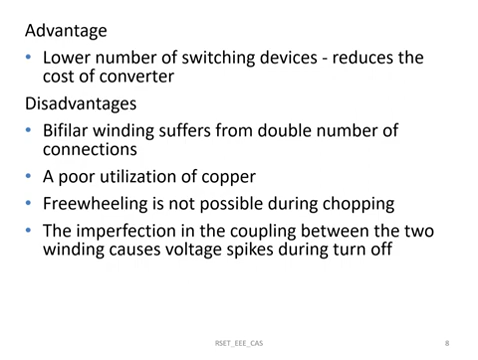 Advantage
• Lower number of switching devices - reduces the
cost of converter
Disadvantages
• Bifilar winding suffers from double number of
connections
• A poor utilization of copper
• Freewheeling is not possible during chopping
• The imperfection in the coupling between the two
winding causes voltage spikes during turn off
RSET_EEE_CAS
8